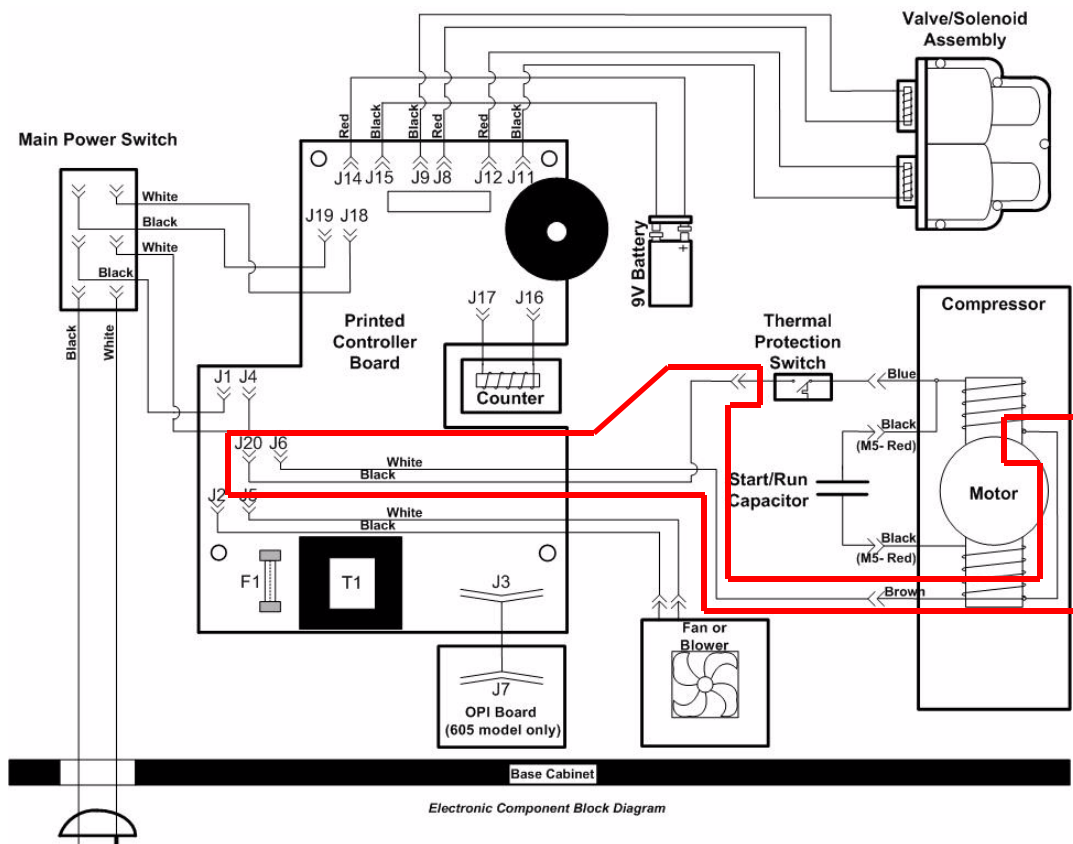 Valve/Solenoid
Assembly
Main Power Switch
Red
Black
Black
Red
Red
Black
J14 J15 J9 J8 J12 J11
White
Black
White
Black
J19 J18
9V Battery
+
Black
White
J17 J16
Printed
Controller
Board
Compressor
Thermal
Protection
Switch
J1 J4
Counter
Blue
Black
(M5- Red)
J20 J6
White
Black
Start/Run
Capacitor
Motor
J2 J5
White
Black
Black
(M5- Red)
F1
T1
J3
Brown
Fan or
Blower
J7
OPI Board
(605 model only)
Base Cabinet
Electronic Component Block Diagram